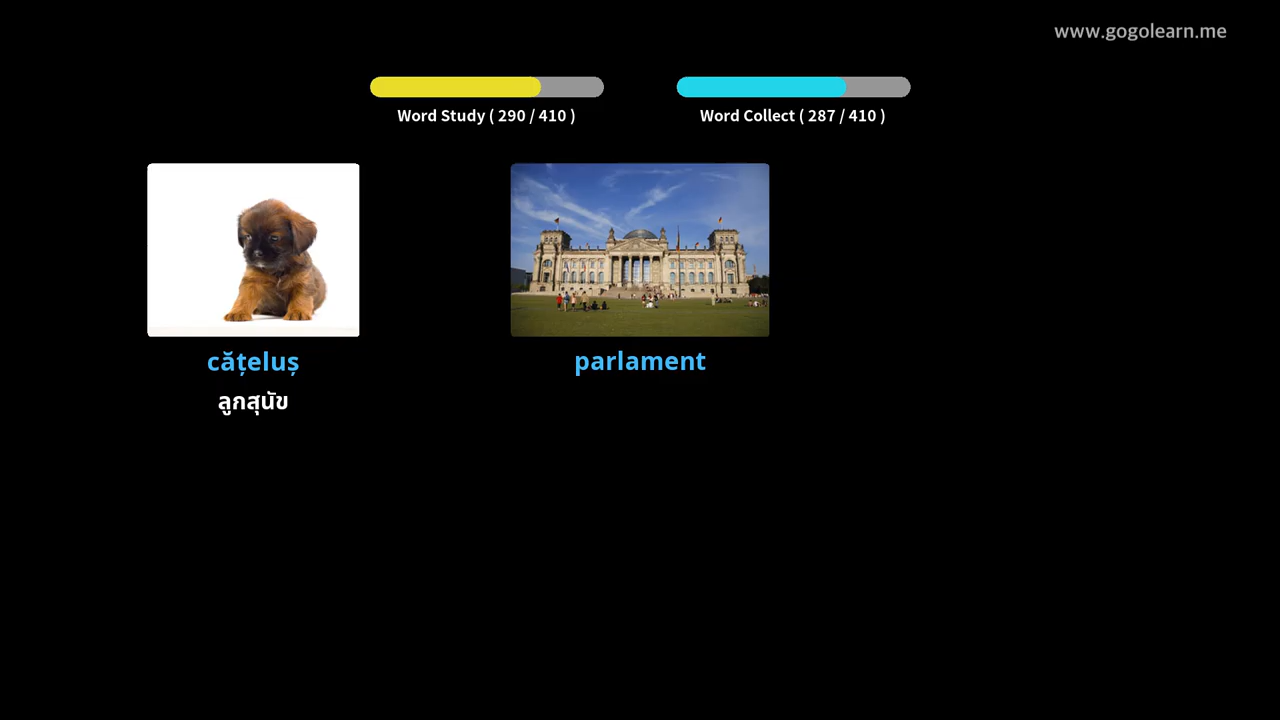 www.gogolearn.me
Word Study ( 290 / 410 )
Word Collect ( 287 / 410 )
cățeluș
parlament
ลูกสุนัข